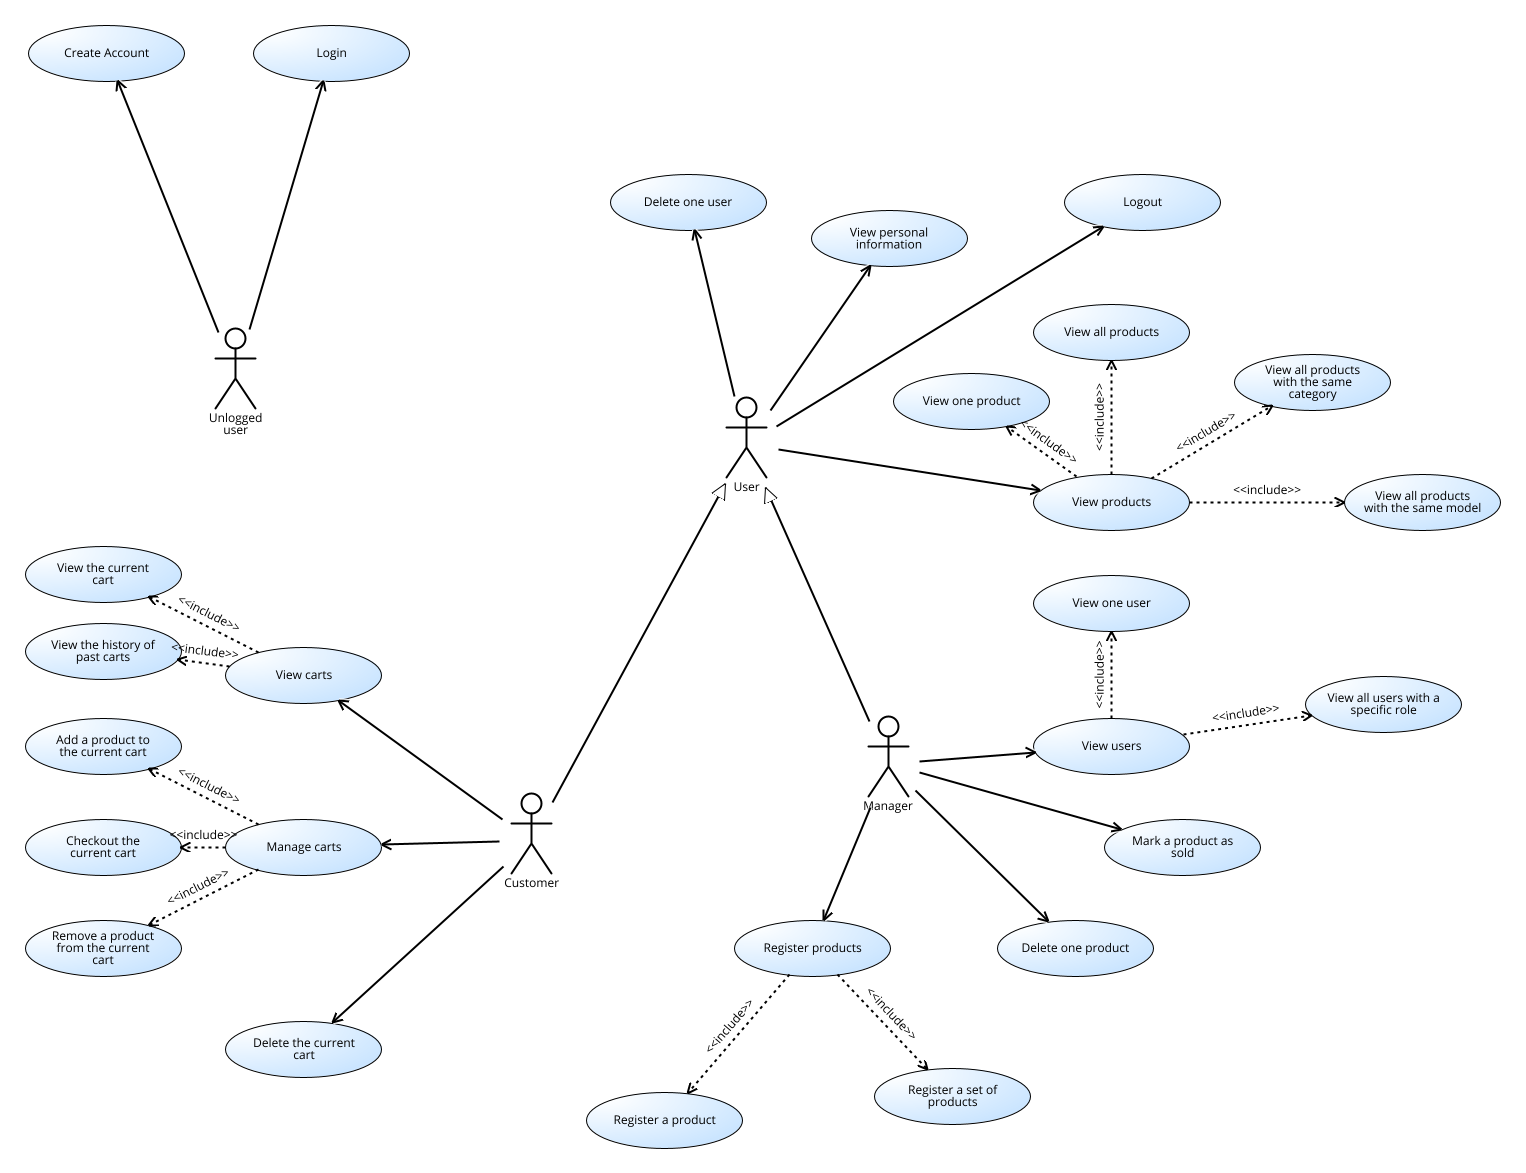 Create Account
Login
Delete one user
View personal
information
Logout
View all products
View all products
with the same
category
View one product
<<include>>
<<include>>
<<include>>
Unlogged
user
User
View products
<<include>>
View all products
with the same model
View the current
cart
<<include>>
View the history of
past carts
<<include>>
View carts
View one user
<<include>>
View all users with a
specific role
<<include>>
View users
Add a product to
the current cart
<<include>>
Checkout the
current cart
<<include>>
Manage carts
<<include>>
Remove a product
from the current
cart
Customer
Manager
Mark a product as
sold
Register products
Delete one product
<<include>>
<<include>>
Delete the current
cart
Register a product
Register a set of
products